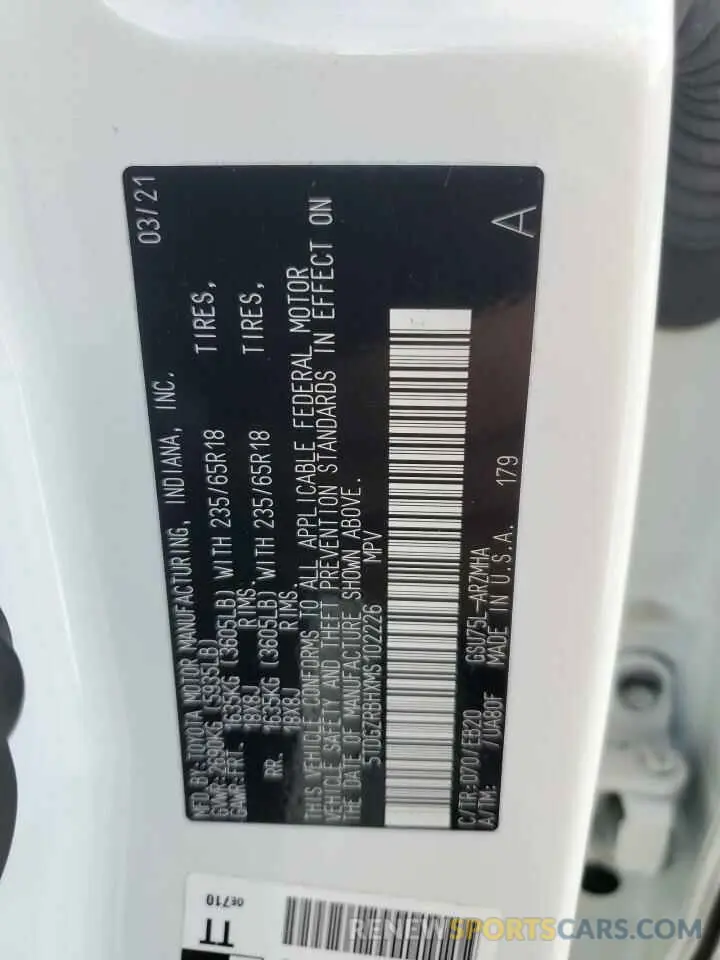 MFD. BY: TOYOTA MOTOR MANUFACTURING, INDIANA, INC. 03/21
GVWR: 2690KG (5935LB)
GAWR: FRT. 1635KG (3605LB) WITH 235/65R18 TIRES,
18X8J RIMS.
RR. 1635KG (3605LB) WITH 235/65R18 TIRES,
18X8J RIMS.
THIS VEHICLE CONFORMS TO ALL APPLICABLE FEDERAL MOTOR
VEHICLE SAFETY AND THEFT PREVENTION STANDARDS IN EFFECT ON
THE DATE OF MANUFACTURE SHOWN ABOVE.
5TDGZRBHXMS102226 MPV
C/TR: 070/EB20 GSU75L-ARZMHA 179 A
A/TM: /UA80F MADE IN U.S.A.
TT 0E710
RENEWSPORTSCARS.COM